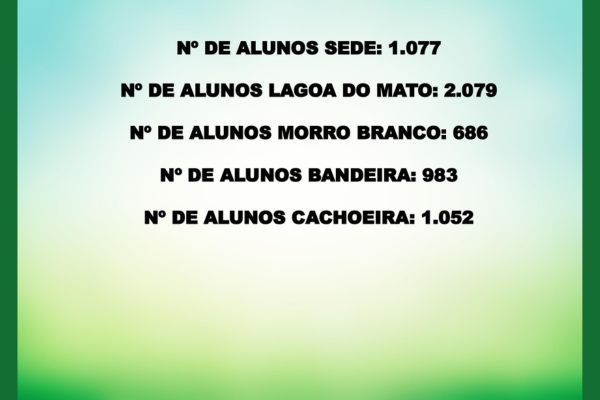 Nº DE ALUNOS SEDE: 1.077
Nº DE ALUNOS LAGOA DO MATO: 2.079
Nº DE ALUNOS MORRO BRANCO: 686
Nº DE ALUNOS BANDEIRA: 983
Nº DE ALUNOS CACHOEIRA: 1.052